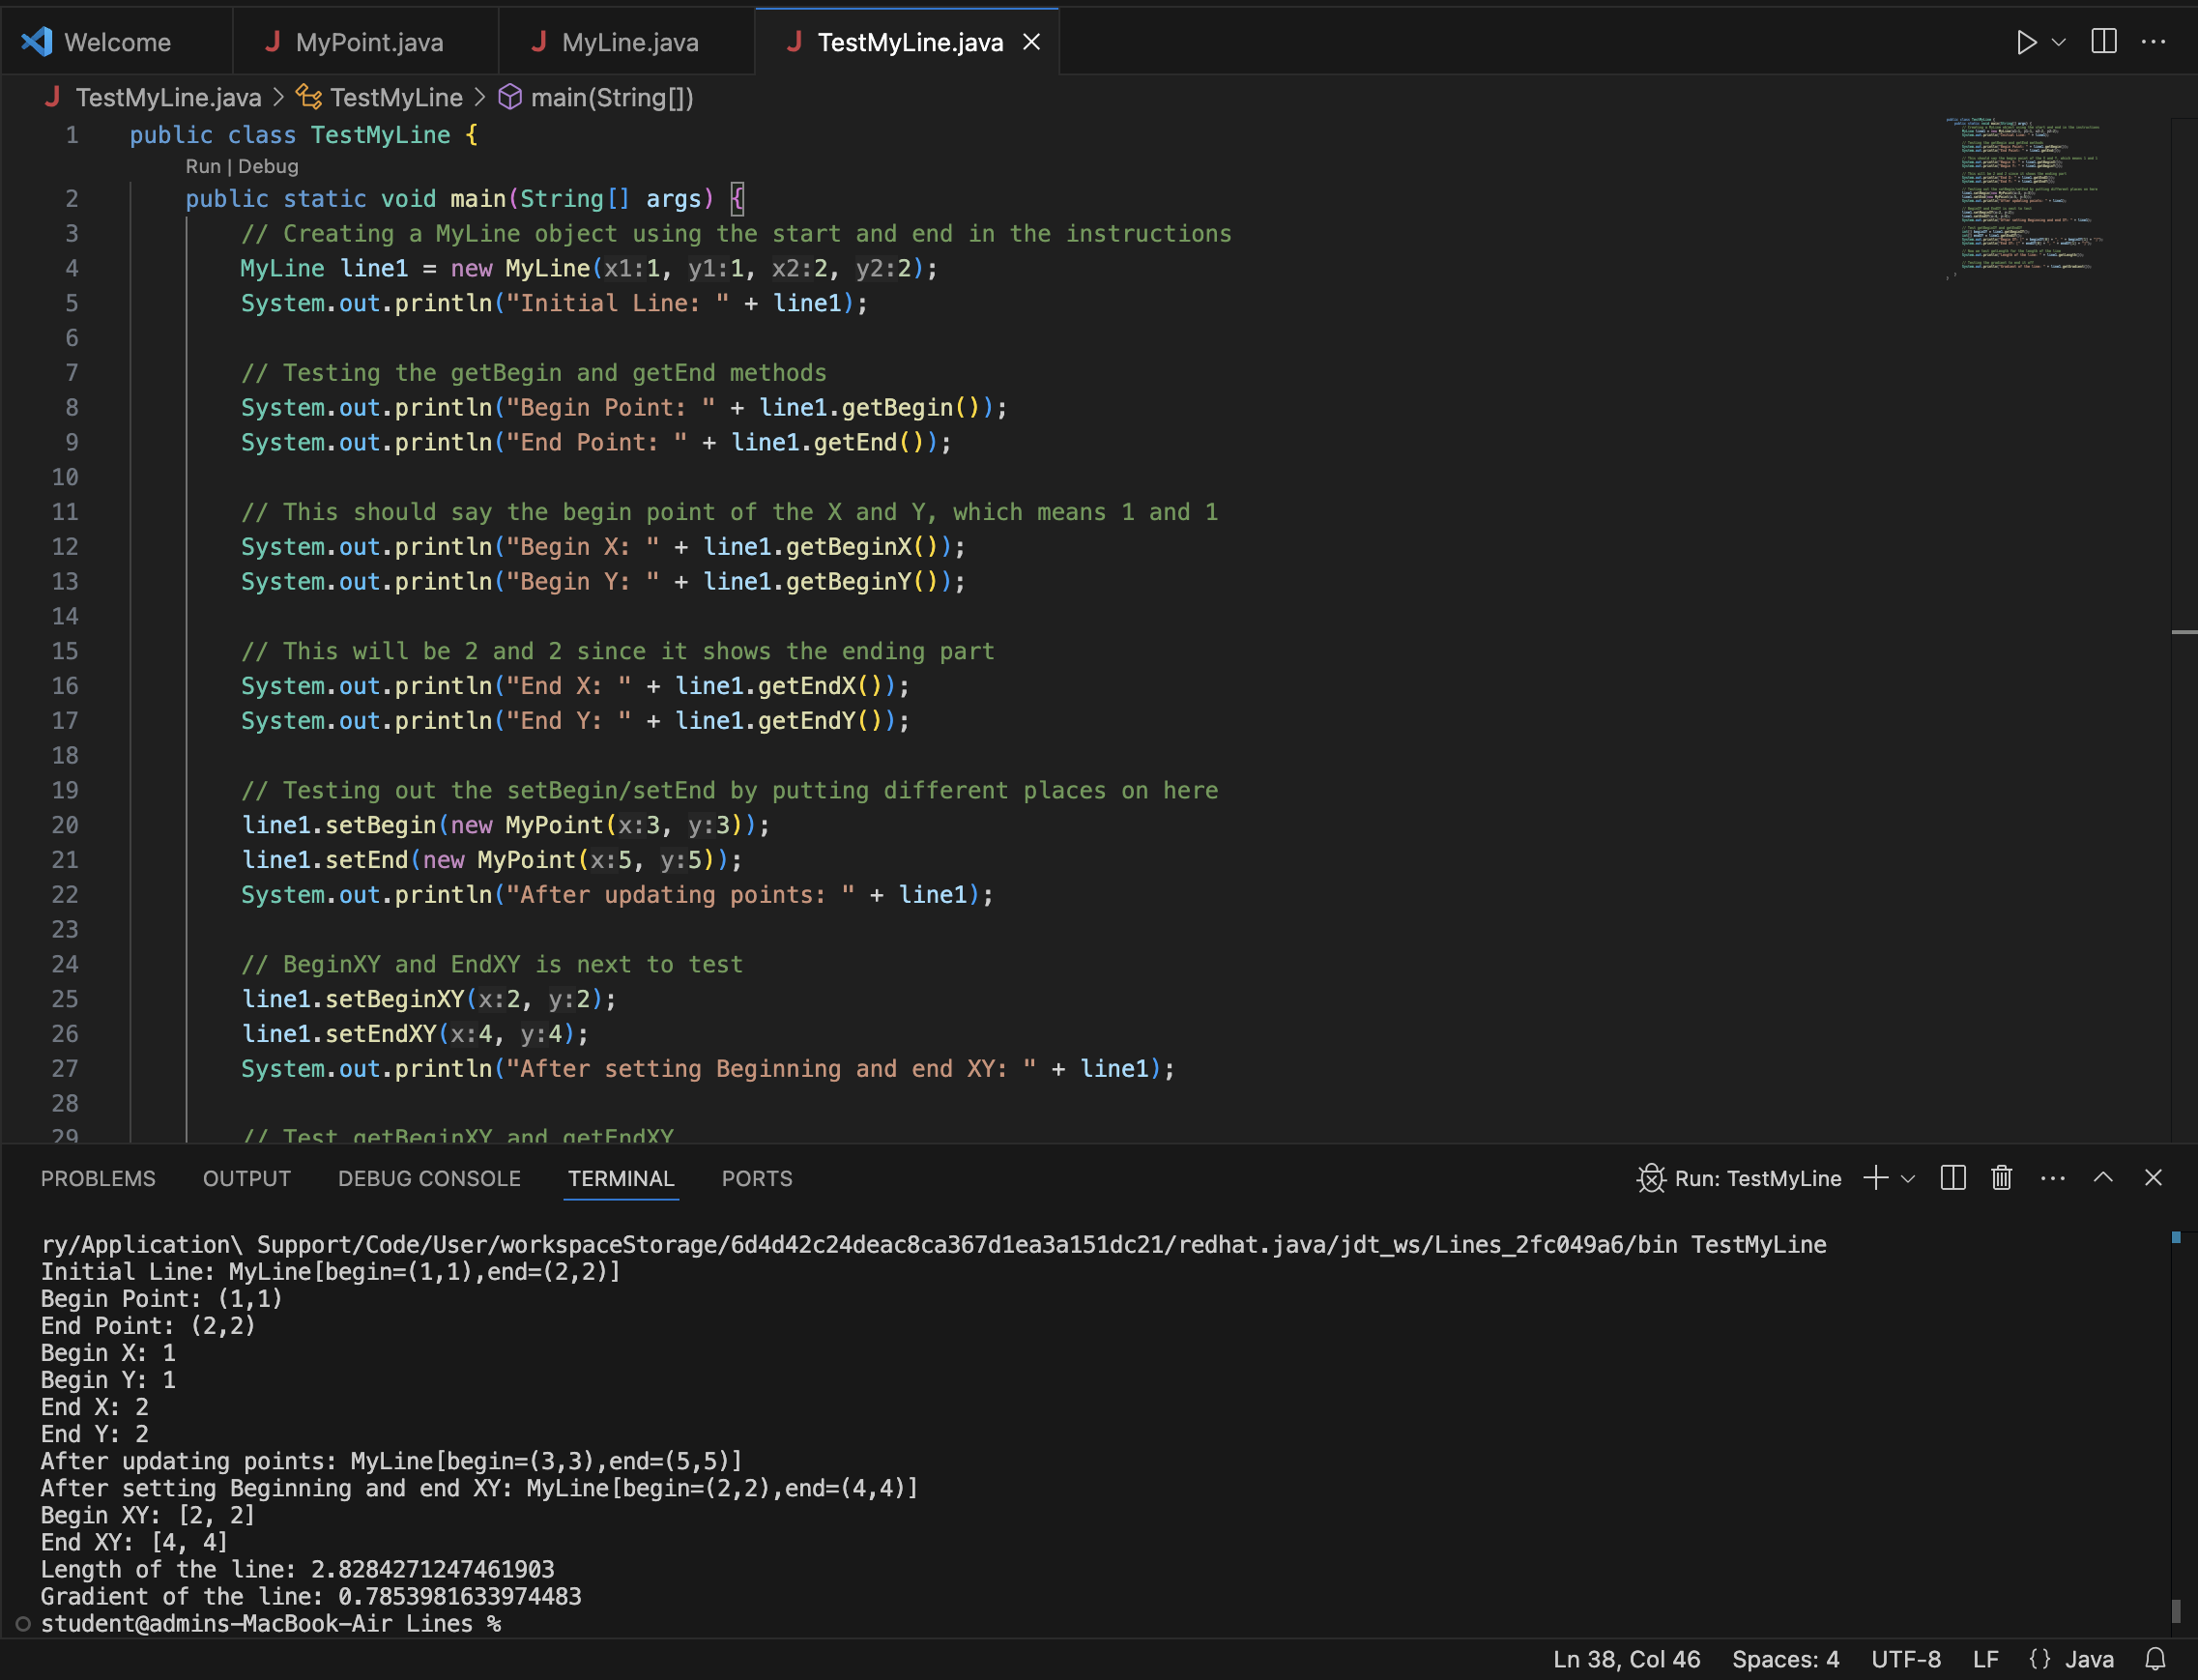 Welcome
MyPoint.java
MyLine.java
TestMyLine.java
TestMyLine.java > TestMyLine > main(String[])
1 public class TestMyLine {
Run | Debug
2 public static void main(String[] args) {
3 // Creating a MyLine object using the start and end in the instructions
4 MyLine line1 = new MyLine(x1:1, y1:1, x2:2, y2:2);
5 System.out.println("Initial Line: " + line1);
6
7 // Testing the getBegin and getEnd methods
8 System.out.println("Begin Point: " + line1.getBegin());
9 System.out.println("End Point: " + line1.getEnd());
10
11 // This should say the begin point of the X and Y, which means 1 and 1
12 System.out.println("Begin X: " + line1.getBeginX());
13 System.out.println("Begin Y: " + line1.getBeginY());
14
15 // This will be 2 and 2 since it shows the ending part
16 System.out.println("End X: " + line1.getEndX());
17 System.out.println("End Y: " + line1.getEndY());
18
19 // Testing out the setBegin/setEnd by putting different places on here
20 line1.setBegin(new MyPoint(x:3, y:3));
21 line1.setEnd(new MyPoint(x:5, y:5));
22 System.out.println("After updating points: " + line1);
23
24 // BeginXY and EndXY is next to test
25 line1.setBeginXY(x:2, y:2);
26 line1.setEndXY(x:4, y:4);
27 System.out.println("After setting Beginning and end XY: " + line1);
28
29 // Test getBeginXY and getEndXY
PROBLEMS OUTPUT DEBUG CONSOLE TERMINAL PORTS
Run: TestMyLine
ry/Application\ Support/Code/User/workspaceStorage/6d4d42c24deac8ca367d1ea3a151dc21/redhat.java/jdt_ws/Lines_2fc049a6/bin TestMyLine
Initial Line: MyLine[begin=(1,1),end=(2,2)]
Begin Point: (1,1)
End Point: (2,2)
Begin X: 1
Begin Y: 1
End X: 2
End Y: 2
After updating points: MyLine[begin=(3,3),end=(5,5)]
After setting Beginning and end XY: MyLine[begin=(2,2),end=(4,4)]
Begin XY: [2, 2]
End XY: [4, 4]
Length of the line: 2.8284271247461903
Gradient of the line: 0.7853981633974483
student@admins-MacBook-Air Lines %
Ln 38, Col 46 Spaces: 4 UTF-8 LF {} Java